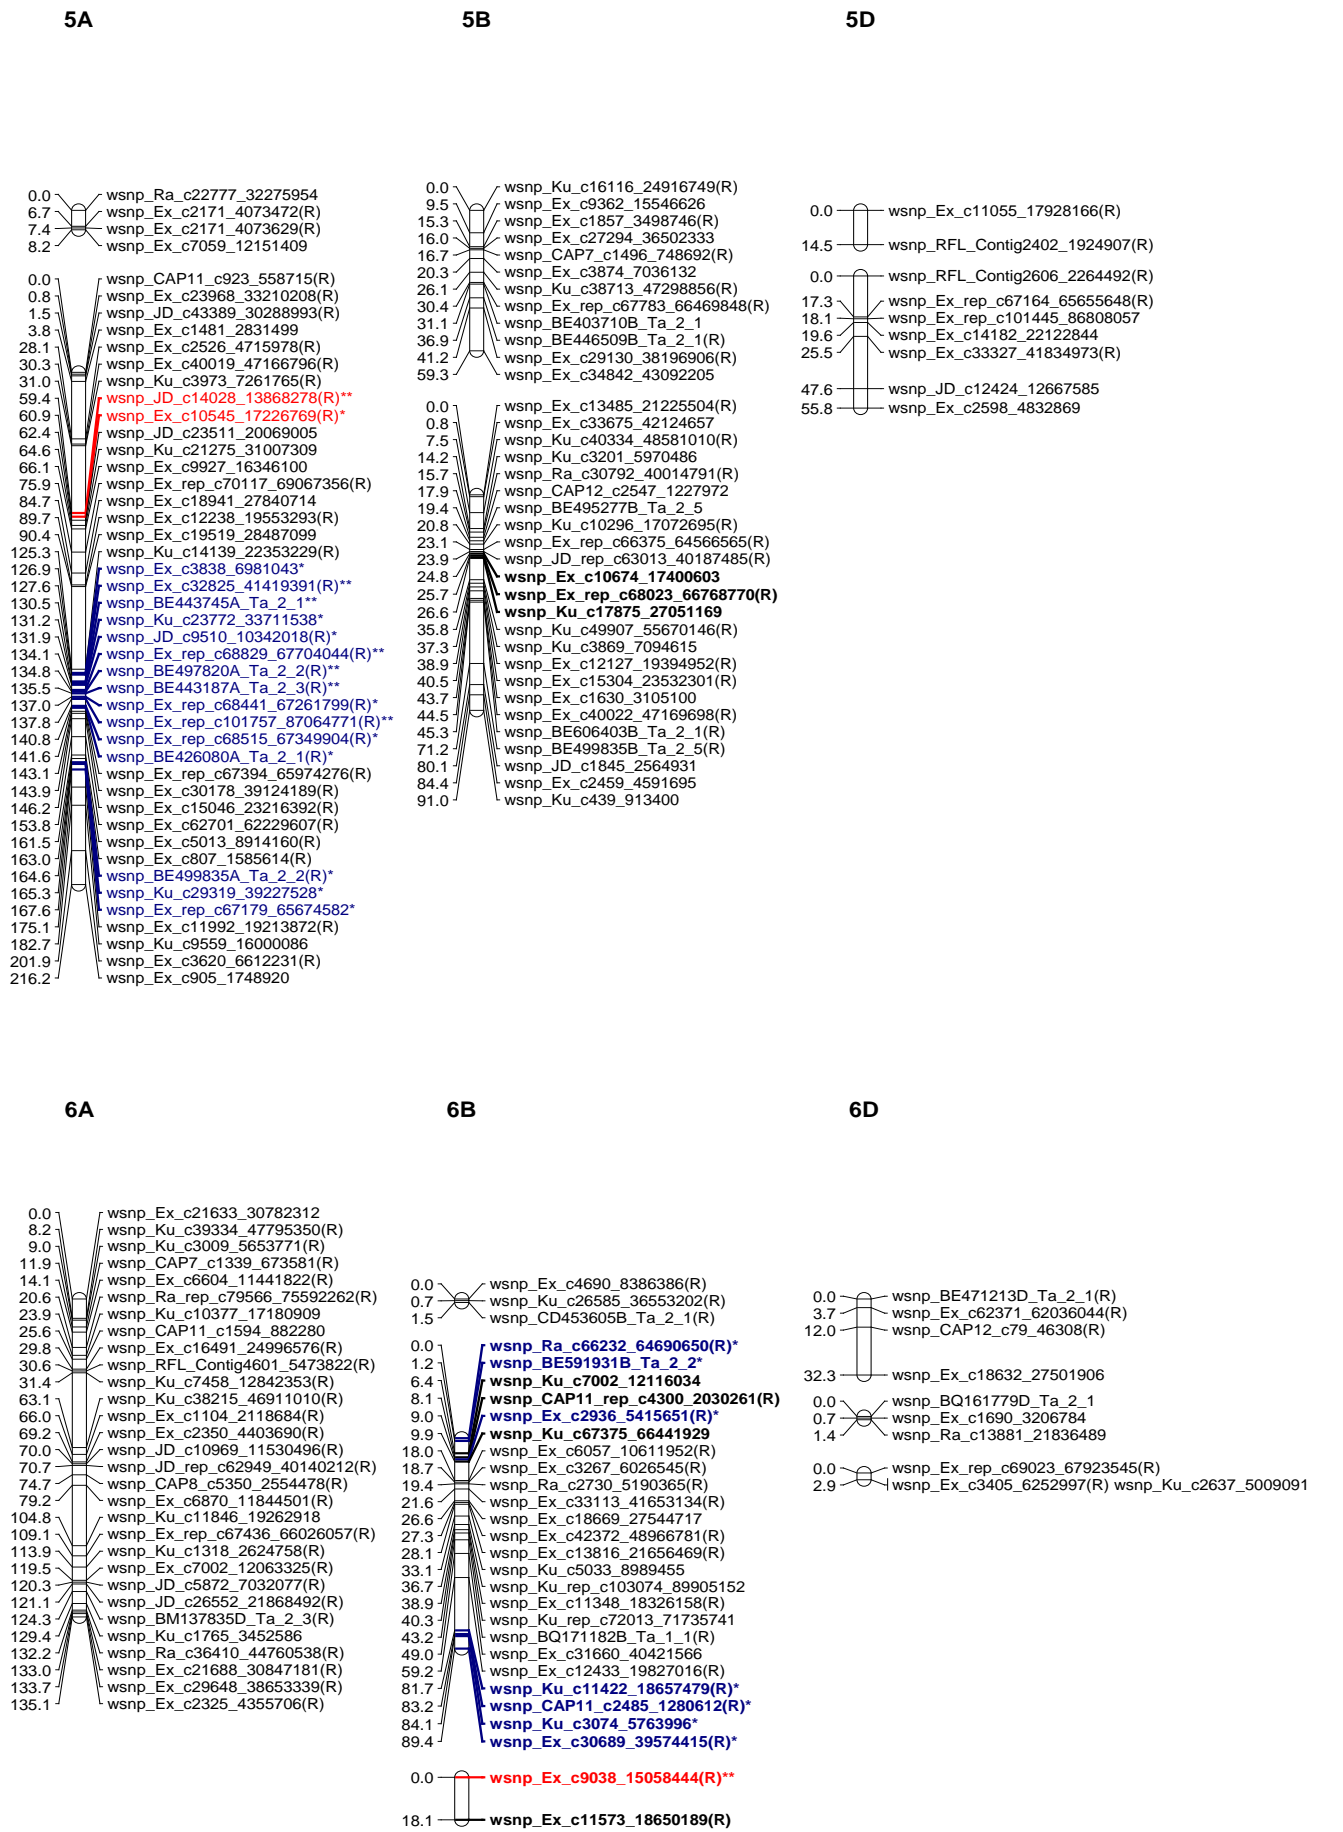 5A
0.0 wsnp_Ra_c22777_32275954
6.7 wsnp_Ex_c2171_4073472(R)
7.4 wsnp_Ex_c2171_4073629(R)
8.2 wsnp_Ex_c7059_12151409
0.0 wsnp_CAP11_c923_558715(R)
0.8 wsnp_Ex_c23968_33210208(R)
1.5 wsnp_JD_c43389_30288993(R)
3.8 wsnp_Ex_c1481_2831499
28.1 wsnp_Ex_c2526_4715978(R)
30.3 wsnp_Ex_c40019_47166796(R)
31.0 wsnp_Ku_c3973_7261765(R)
59.4 wsnp_JD_c14028_13868278(R)**
60.9 wsnp_Ex_c10545_17226769(R)*
62.4 wsnp_JD_c23511_20069005
64.6 wsnp_Ku_c21275_31007309
66.1 wsnp_Ex_c9927_16346100
75.9 wsnp_Ex_rep_c70117_69067356(R)
84.7 wsnp_Ex_c18941_27840714
89.7 wsnp_Ex_c12238_19553293(R)
90.4 wsnp_Ex_c19519_28487099
125.3 wsnp_Ku_c14139_22353229(R)
126.9 wsnp_Ex_c3838_6981043*
127.6 wsnp_Ex_c32825_41419391(R)**
130.5 wsnp_BE443745A_Ta_2_1**
131.2 wsnp_Ku_c23772_33711538*
131.9 wsnp_JD_c9510_10342018(R)*
134.1 wsnp_Ex_rep_c68829_67704044(R)**
134.8 wsnp_BE497820A_Ta_2_2(R)**
135.5 wsnp_BE443187A_Ta_2_3(R)**
137.0 wsnp_Ex_rep_c68441_67261799(R)*
137.8 wsnp_Ex_rep_c101757_87064771(R)**
140.8 wsnp_Ex_rep_c68515_67349904(R)*
141.6 wsnp_BE426080A_Ta_2_1(R)*
143.1 wsnp_Ex_rep_c67394_65974276(R)
143.9 wsnp_Ex_c30178_39124189(R)
146.2 wsnp_Ex_c15046_23216392(R)
153.8 wsnp_Ex_c62701_62229607(R)
161.5 wsnp_Ex_c5013_8914160(R)
163.0 wsnp_Ex_c807_1585614(R)
164.6 wsnp_BE499835A_Ta_2_2(R)*
165.3 wsnp_Ku_c29319_39227528*
167.6 wsnp_Ex_rep_c67179_65674582*
175.1 wsnp_Ex_c11992_19213872(R)
182.7 wsnp_Ku_c9559_16000086
201.9 wsnp_Ex_c3620_6612231(R)
216.2 wsnp_Ex_c905_1748920
5B
0.0 wsnp_Ku_c16116_24916749(R)
9.5 wsnp_Ex_c9362_15546626
15.3 wsnp_Ex_c1857_3498746(R)
16.0 wsnp_Ex_c27294_36502333
16.7 wsnp_CAP7_c1496_748692(R)
20.3 wsnp_Ex_c3874_7036132
26.1 wsnp_Ku_c38713_47298856(R)
30.4 wsnp_Ex_rep_c67783_66469848(R)
31.1 wsnp_BE403710B_Ta_2_1
36.9 wsnp_BE446509B_Ta_2_1(R)
41.2 wsnp_Ex_c29130_38196906(R)
59.3 wsnp_Ex_c34842_43092205
0.0 wsnp_Ex_c13485_21225504(R)
0.8 wsnp_Ex_c33675_42124657
7.5 wsnp_Ku_c40334_48581010(R)
14.2 wsnp_Ku_c3201_5970486
15.7 wsnp_Ra_c30792_40014791(R)
17.9 wsnp_CAP12_c2547_1227972
19.4 wsnp_BE495277B_Ta_2_5
20.8 wsnp_Ku_c10296_17072695(R)
23.1 wsnp_Ex_rep_c66375_64566565(R)
23.9 wsnp_JD_rep_c63013_40187485(R)
24.8 wsnp_Ex_c10674_17400603
25.7 wsnp_Ex_rep_c68023_66768770(R)
26.6 wsnp_Ku_c17875_27051169
35.8 wsnp_Ku_c49907_55670146(R)
37.3 wsnp_Ku_c3869_7094615
38.9 wsnp_Ex_c12127_19394952(R)
40.5 wsnp_Ex_c15304_23532301(R)
43.7 wsnp_Ex_c1630_3105100
44.5 wsnp_Ex_c40022_47169698(R)
45.3 wsnp_BE606403B_Ta_2_1(R)
71.2 wsnp_BE499835B_Ta_2_5(R)
80.1 wsnp_JD_c1845_2564931
84.4 wsnp_Ex_c2459_4591695
91.0 wsnp_Ku_c439_913400
5D
0.0 wsnp_Ex_c11055_17928166(R)
14.5 wsnp_RFL_Contig2402_1924907(R)
0.0 wsnp_RFL_Contig2606_2264492(R)
17.3 wsnp_Ex_rep_c67164_65655648(R)
18.1 wsnp_Ex_rep_c101445_86808057
19.6 wsnp_Ex_c14182_22122844
25.5 wsnp_Ex_c33327_41834973(R)
47.6 wsnp_JD_c12424_12667585
55.8 wsnp_Ex_c2598_4832869
6A
0.0 wsnp_Ex_c21633_30782312
8.2 wsnp_Ku_c39334_47795350(R)
9.0 wsnp_Ku_c3009_5653771(R)
11.9 wsnp_CAP7_c1339_673581(R)
14.1 wsnp_Ex_c6604_11441822(R)
20.6 wsnp_Ra_rep_c79566_75592262(R)
23.9 wsnp_Ku_c10377_17180909
25.6 wsnp_CAP11_c1594_882280
29.8 wsnp_Ex_c16491_24996576(R)
30.6 wsnp_RFL_Contig4601_5473822(R)
31.4 wsnp_Ku_c7458_12842353(R)
63.1 wsnp_Ku_c38215_46911010(R)
66.0 wsnp_Ex_c1104_2118684(R)
69.2 wsnp_Ex_c2350_4403690(R)
70.0 wsnp_JD_c10969_11530496(R)
70.7 wsnp_JD_rep_c62949_40140212(R)
74.7 wsnp_CAP8_c5350_2554478(R)
79.2 wsnp_Ex_c6870_11844501(R)
104.8 wsnp_Ku_c11846_19262918
109.1 wsnp_Ex_rep_c67436_66026057(R)
113.9 wsnp_Ku_c1318_2624758(R)
119.5 wsnp_Ex_c7002_12063325(R)
120.3 wsnp_JD_c5872_7032077(R)
121.1 wsnp_JD_c26552_21868492(R)
124.3 wsnp_BM137835D_Ta_2_3(R)
129.4 wsnp_Ku_c1765_3452586
132.2 wsnp_Ra_c36410_44760538(R)
133.0 wsnp_Ex_c21688_30847181(R)
133.7 wsnp_Ex_c29648_38653339(R)
135.1 wsnp_Ex_c2325_4355706(R)
6B
0.0 wsnp_Ex_c4690_8386386(R)
0.7 wsnp_Ku_c26585_36553202(R)
1.5 wsnp_CD453605B_Ta_2_1(R)
0.0 wsnp_Ra_c66232_64690650(R)*
1.2 wsnp_BE591931B_Ta_2_2*
6.4 wsnp_Ku_c7002_12116034
8.1 wsnp_CAP11_rep_c4300_2030261(R)
9.0 wsnp_Ex_c2936_5415651(R)*
9.9 wsnp_Ku_c67375_66441929
18.0 wsnp_Ex_c6057_10611952(R)
18.7 wsnp_Ex_c3267_6026545(R)
19.4 wsnp_Ra_c2730_5190365(R)
21.6 wsnp_Ex_c33113_41653134(R)
26.6 wsnp_Ex_c18669_27544717
27.3 wsnp_Ex_c42372_48966781(R)
28.1 wsnp_Ex_c13816_21656469(R)
33.1 wsnp_Ku_c5033_8989455
36.7 wsnp_Ku_rep_c103074_89905152
38.9 wsnp_Ex_c11348_18326158(R)
40.3 wsnp_Ku_rep_c72013_71735741
43.2 wsnp_BQ171182B_Ta_1_1(R)
49.0 wsnp_Ex_c31660_40421566
59.2 wsnp_Ex_c12433_19827016(R)
81.7 wsnp_Ku_c11422_18657479(R)*
83.2 wsnp_CAP11_c2485_1280612(R)*
84.1 wsnp_Ku_c3074_5763996*
89.4 wsnp_Ex_c30689_39574415(R)*
0.0 wsnp_Ex_c9038_15058444(R)**
18.1 wsnp_Ex_c11573_18650189(R)
6D
0.0 wsnp_BE471213D_Ta_2_1(R)
3.7 wsnp_Ex_c62371_62036044(R)
12.0 wsnp_CAP12_c79_46308(R)
32.3 wsnp_Ex_c18632_27501906
0.0 wsnp_BQ161779D_Ta_2_1
0.7 wsnp_Ex_c1690_3206784
1.4 wsnp_Ra_c13881_21836489
0.0 wsnp_Ex_rep_c69023_67923545(R)
2.9 wsnp_Ex_c3405_6252997(R) wsnp_Ku_c2637_5009091